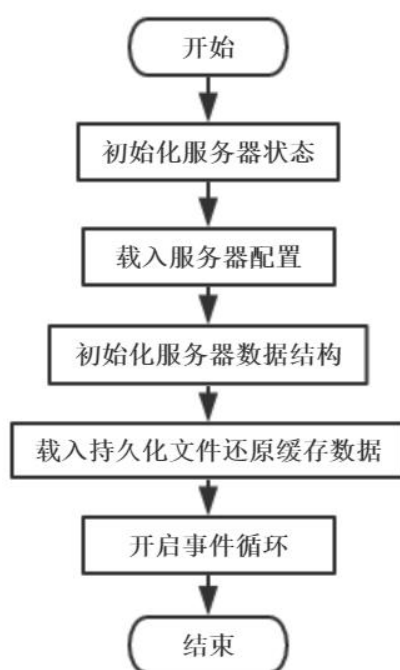 开始
初始化服务器状态
载入服务器配置
初始化服务器数据结构
载入持久化文件还原缓存数据
开启事件循环
结束